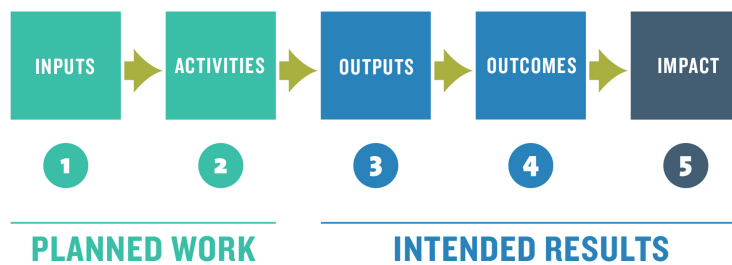 INPUTS
ACTIVITIES
OUTPUTS
OUTCOMES
IMPACT
1
2
3
4
5
PLANNED WORK
INTENDED RESULTS